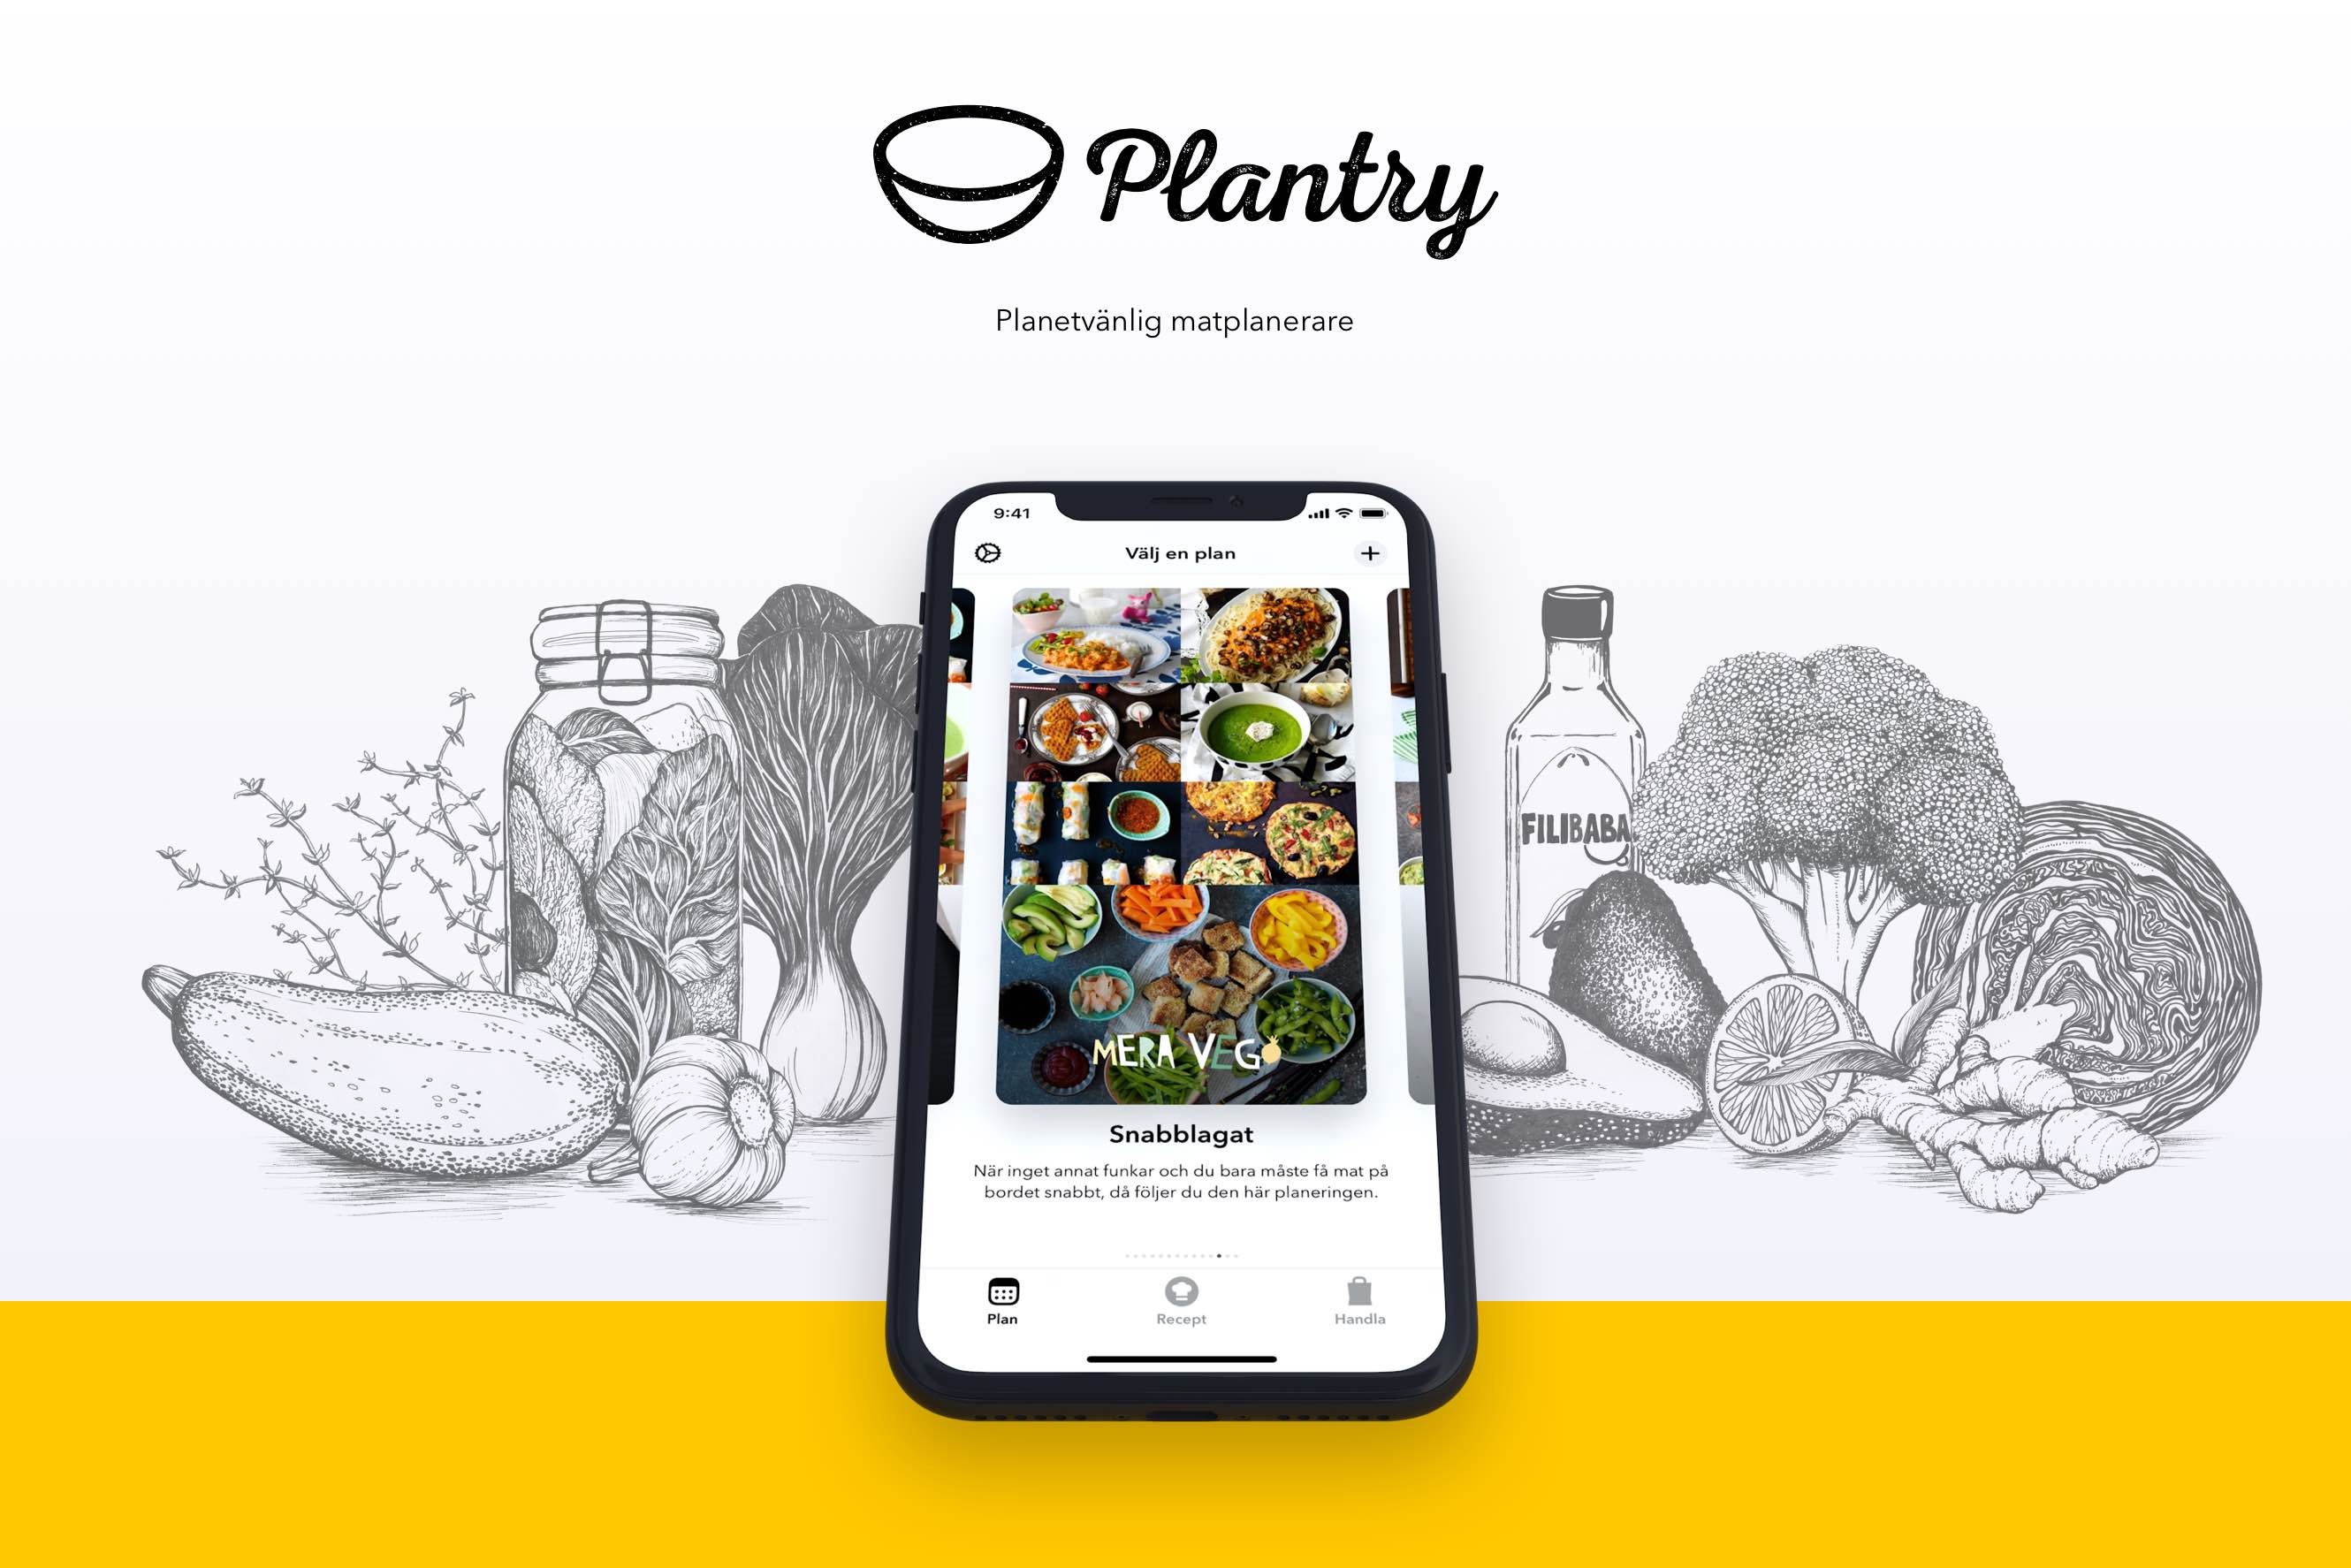 Plantry
Planetvänlig matplanerare
9:41
Välj en plan
FILIBABA
MERA VEGO
Snabblagat
När inget annat funkar och du bara måste få mat på
bordet snabbt, då följer du den här planeringen.
Plan
Recept
Handla